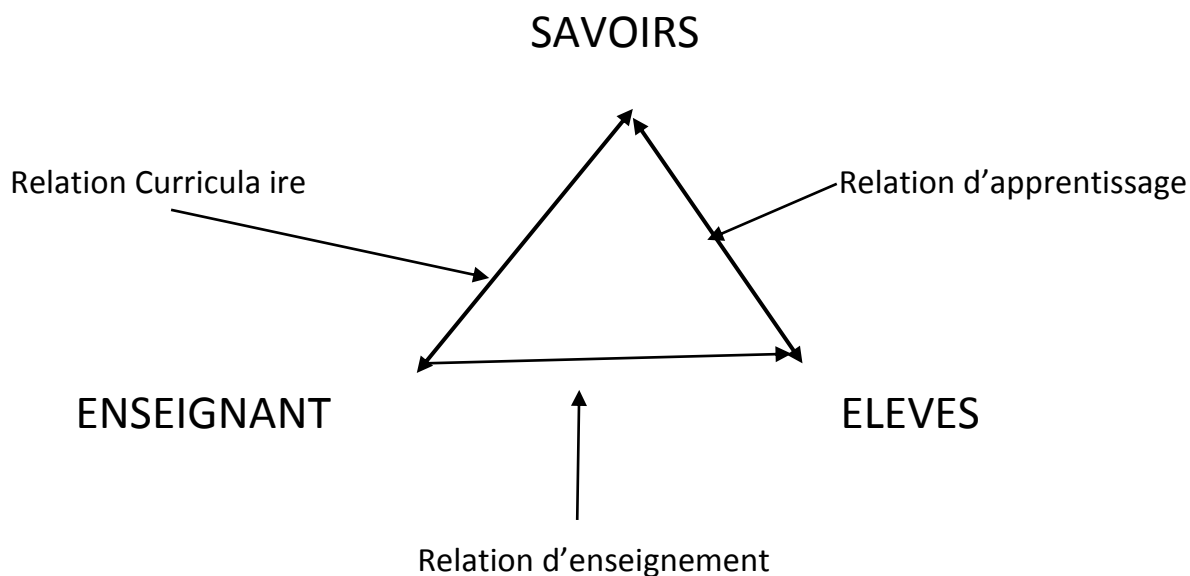 SAVOIRS
Relation Curricula ire
Relation d’apprentissage
ENSEIGNANT
ELEVES
Relation d’enseignement